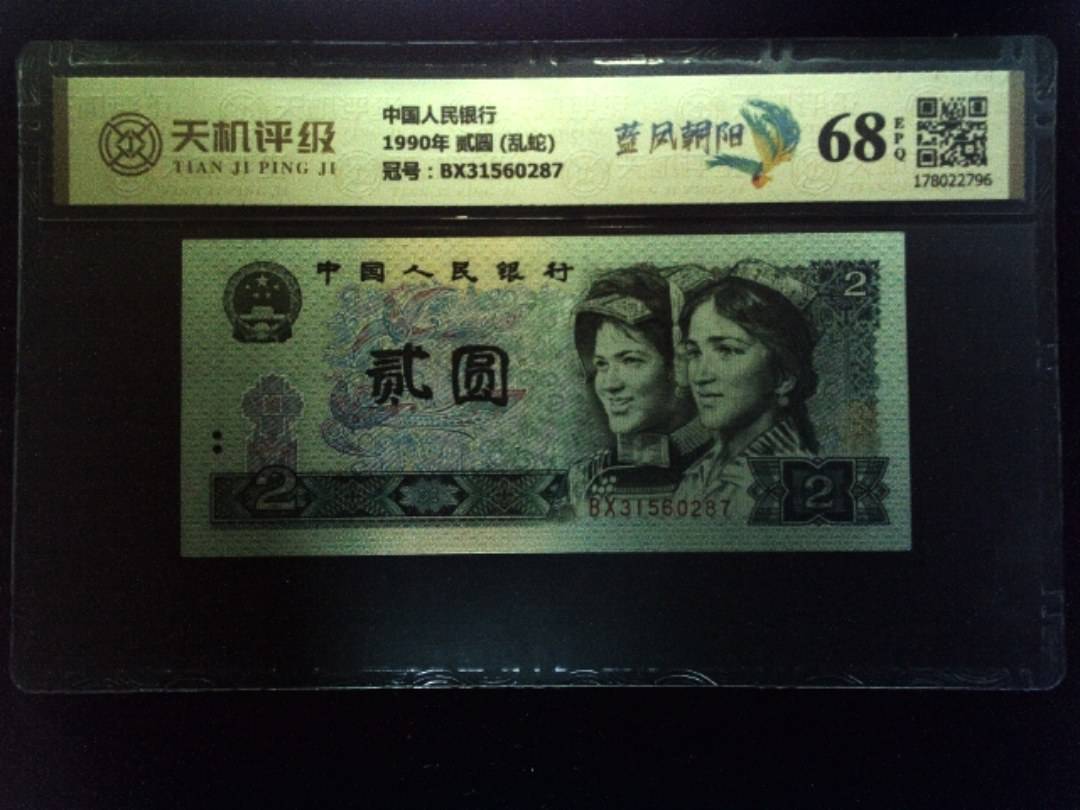 天机评级
TIAN JI PING JI
中国人民银行
1990年 贰圆 (乱蛇)
冠号：BX31560287
蓝凤朝阳
68
EPQ
178022796
中国人民银行
2
贰圆
2
BX31560287
2